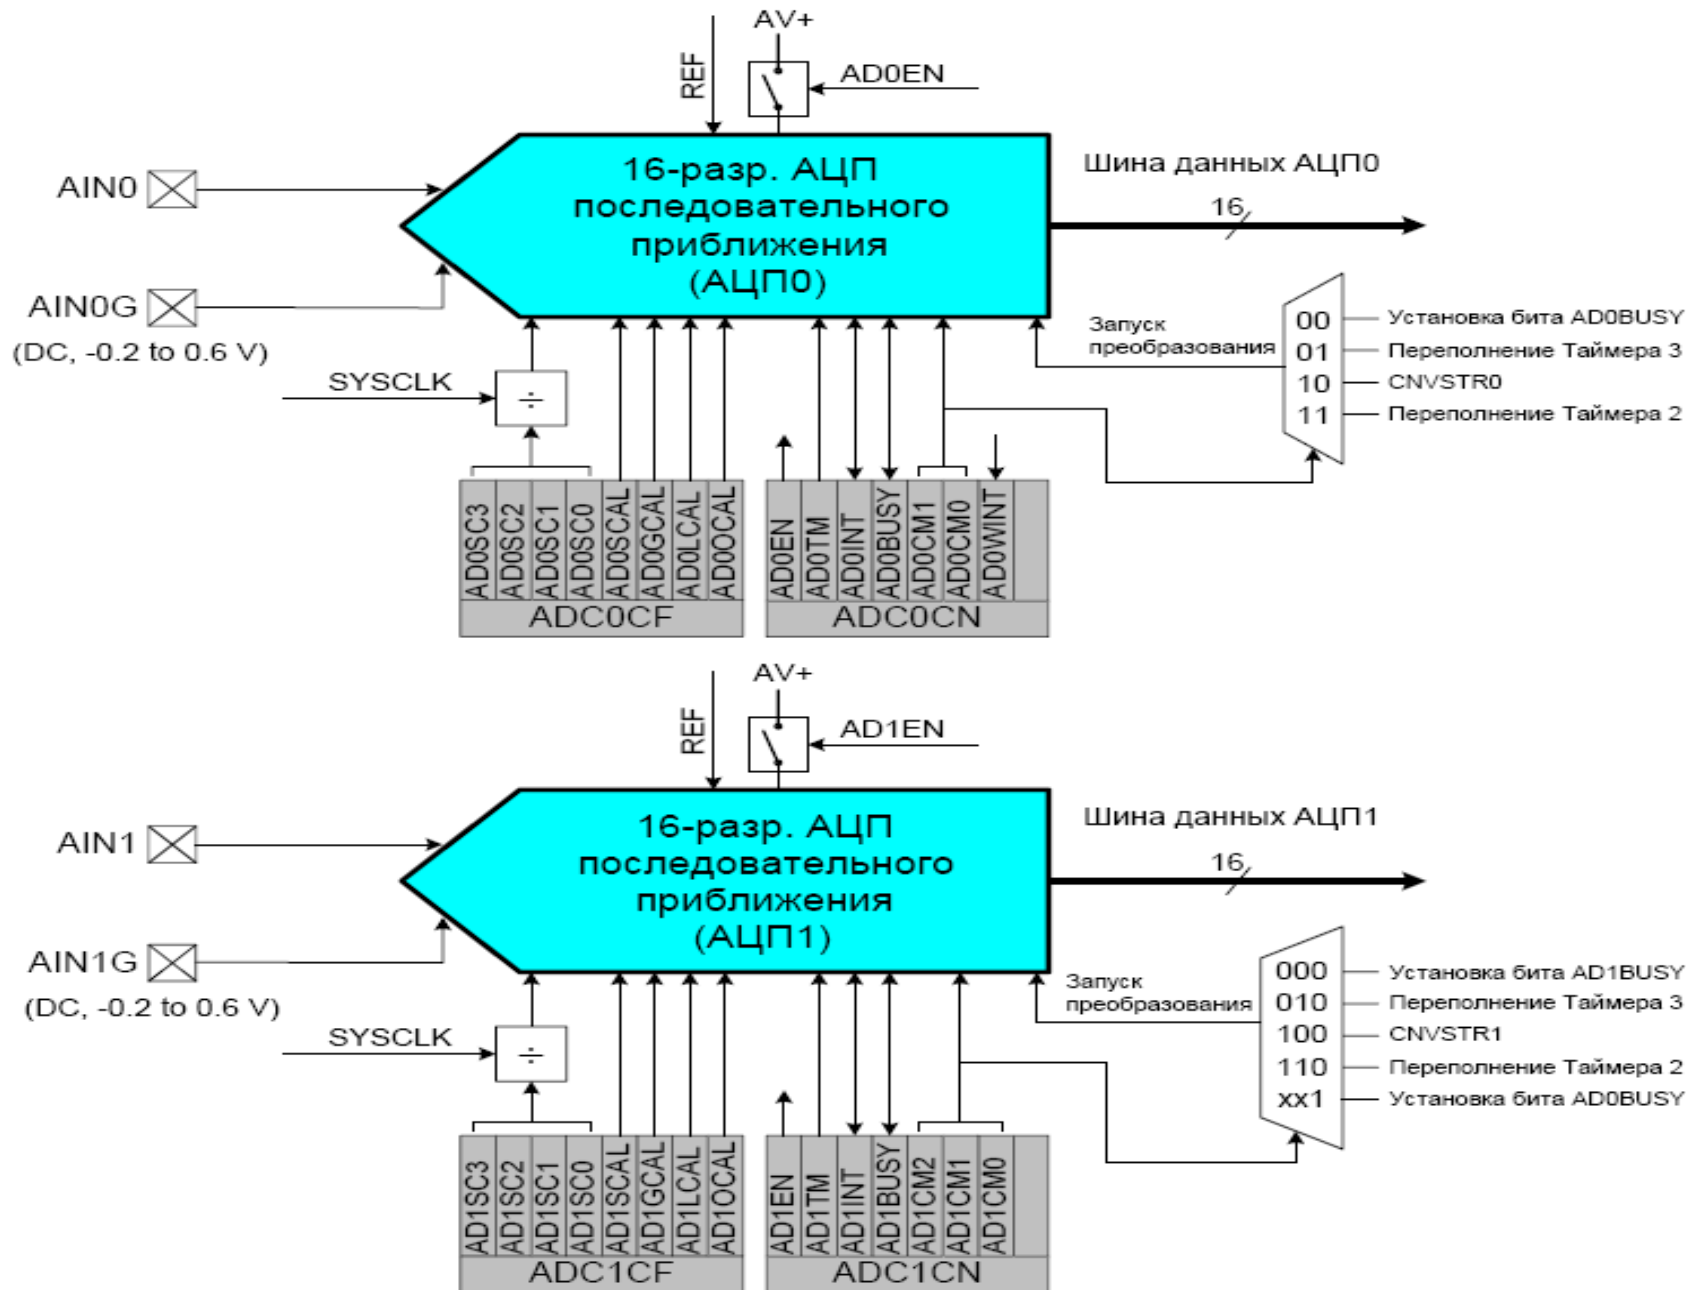 AV+
REF
AD0EN
16-разр. АЦП
последовательного
приближения
(АЦП0)
AIN0
AIN0G
(DC, -0.2 to 0.6 V)
Шина данных АЦП0
16
SYSCLK
÷
Запуск
преобразования
00 Установка бита AD0BUSY
01 Переполнение Таймера 3
10 CNVSTR0
11 Переполнение Таймера 2
AD0SC3
AD0SC2
AD0SC1
AD0SC0
AD0SCAL
AD0GCAL
AD0LCAL
AD0OCAL
ADC0CF
AD0EN
AD0TM
AD0INT
AD0BUSY
AD0CM1
AD0CM0
AD0WINT
ADC0CN
AV+
REF
AD1EN
16-разр. АЦП
последовательного
приближения
(АЦП1)
AIN1
AIN1G
(DC, -0.2 to 0.6 V)
Шина данных АЦП1
16
SYSCLK
÷
Запуск
преобразования
000 Установка бита AD1BUSY
010 Переполнение Таймера 3
100 CNVSTR1
110 Переполнение Таймера 2
xx1 Установка бита AD0BUSY
AD1SC3
AD1SC2
AD1SC1
AD1SC0
AD1SCAL
AD1GCAL
AD1LCAL
AD1OCAL
ADC1CF
AD1EN
AD1TM
AD1INT
AD1BUSY
AD1CM2
AD1CM1
AD1CM0
ADC1CN